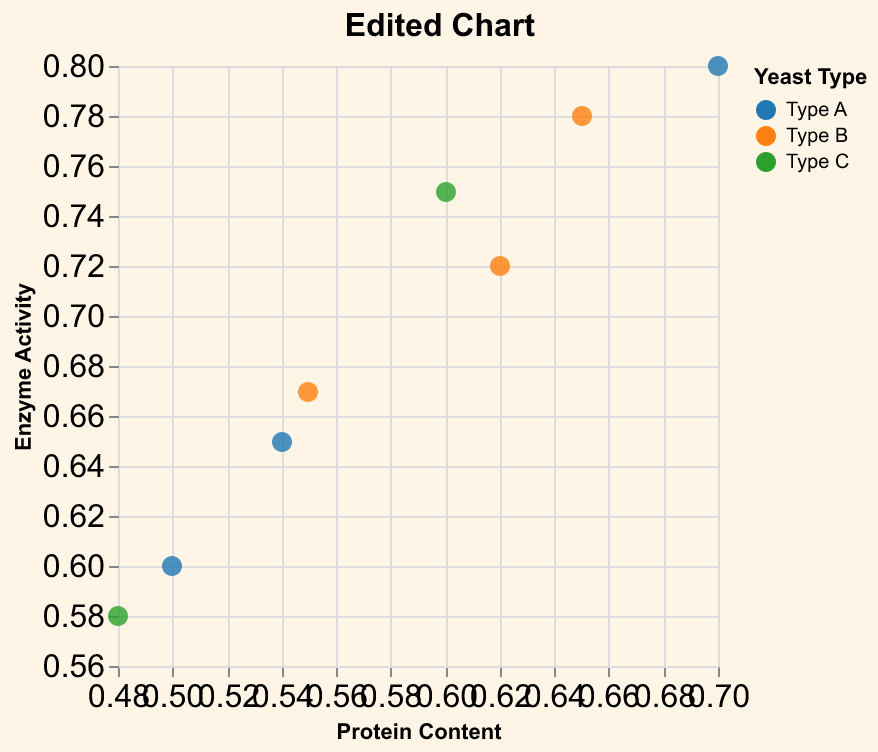 Edited Chart
0.80
0.78
0.76
0.74
0.72
0.70
0.68
0.66
0.64
0.62
0.60
0.58
0.56
Enzyme Activity
0.48 0.50 0.52 0.54 0.56 0.58 0.60 0.62 0.64 0.66 0.68 0.70
Protein Content
Yeast Type
Type A
Type B
Type C